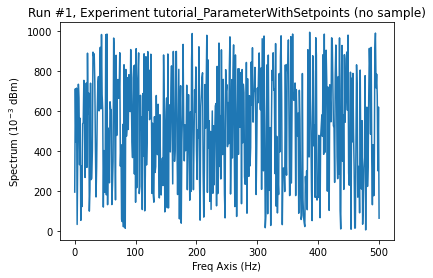 Run #1, Experiment tutorial_ParameterWithSetpoints (no sample)
1000
800
600
400
200
0
Spectrum (10⁻³ dBm)
0 100 200 300 400 500
Freq Axis (Hz)